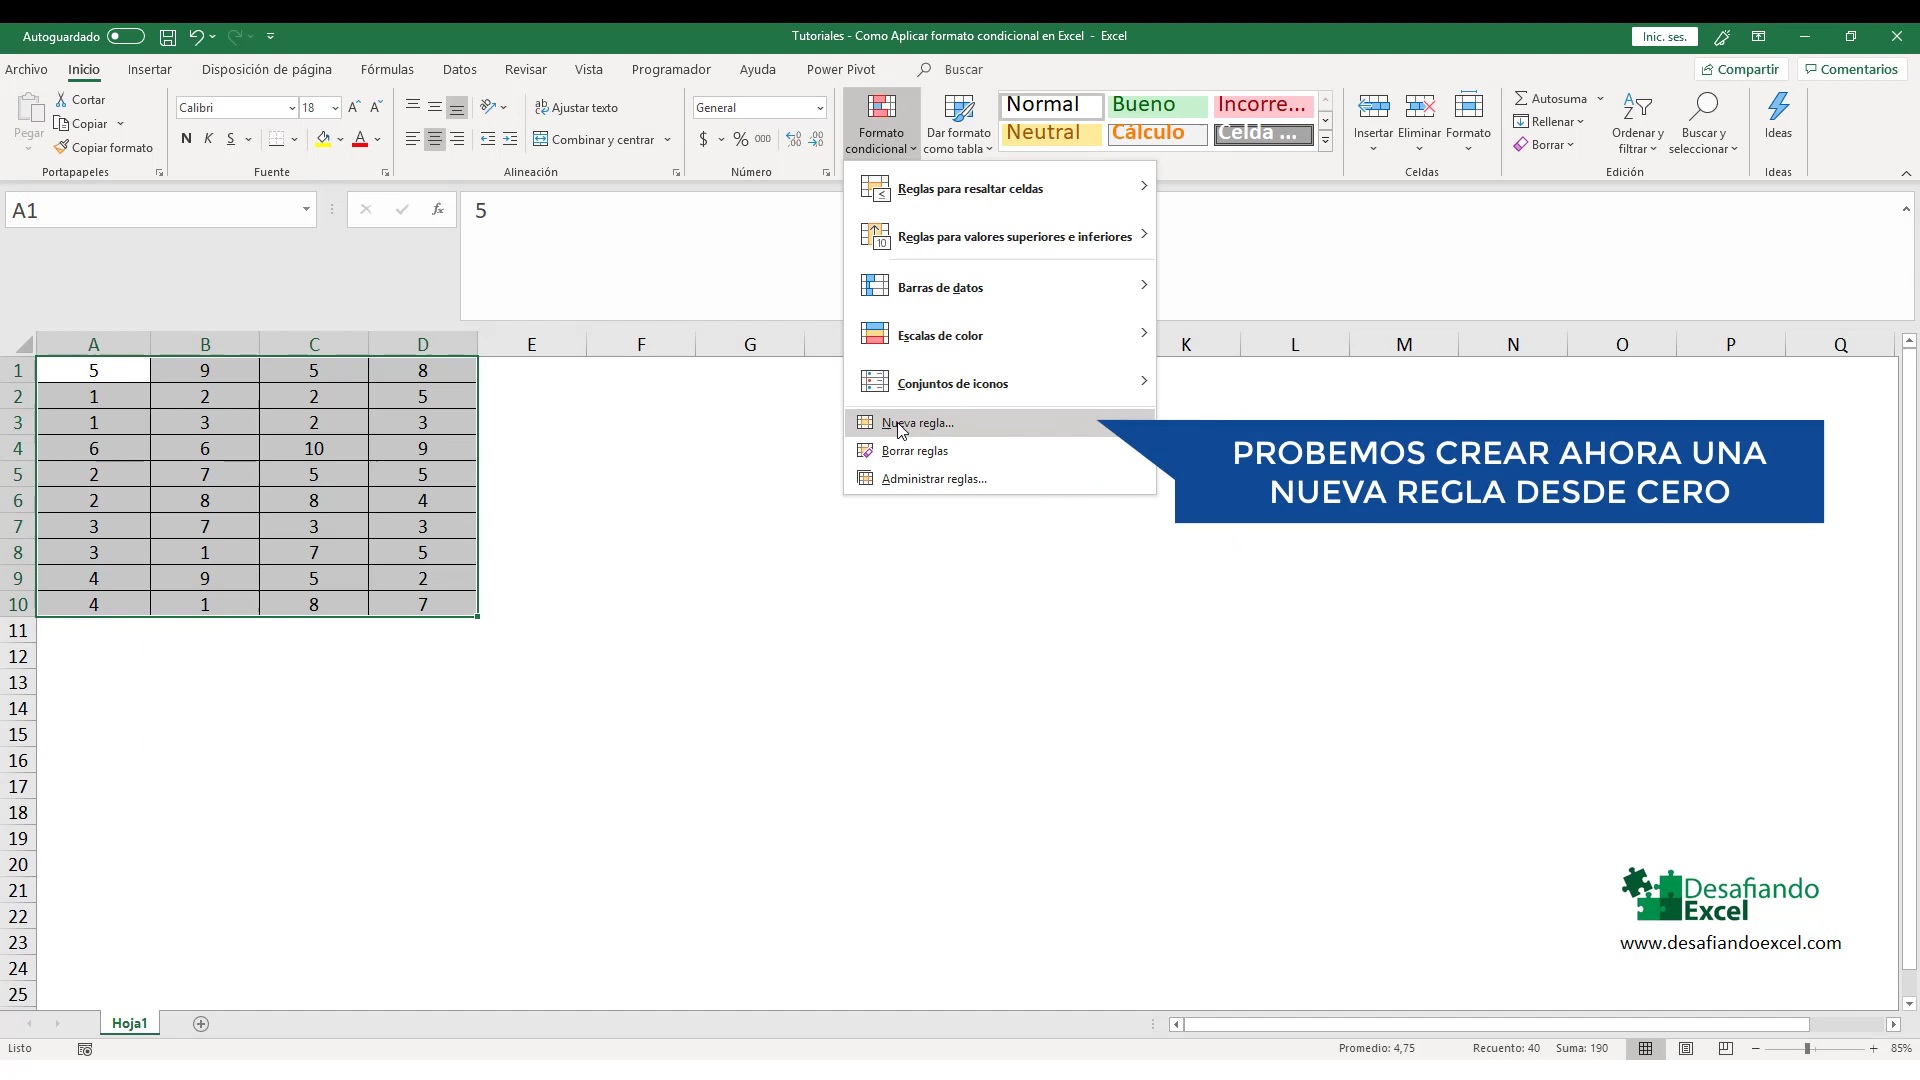 Autoguardado
Tutoriales - Como Aplicar formato condicional en Excel - Excel
Inic. ses.
Archivo Inicio Insertar Disposición de página Fórmulas Datos Revisar Vista Programador Ayuda Power Pivot Buscar Compartir Comentarios
Pegar
Cortar
Copiar
Copiar formato
Portapapeles
Calibri 18
N K S
Fuente
Ajustar texto
Combinar y centrar
Alineación
General
$ % 000
Número
Formato condicional
Dar formato como tabla
Normal Bueno Incorre...
Neutral Cálculo Celda ...
Insertar Eliminar Formato
Celdas
Autosuma
Rellenar
Borrar
Ordenar y filtrar
Buscar y seleccionar
Edición
Ideas
Ideas
A1
fx
5
Reglas para resaltar celdas
Reglas para valores superiores e inferiores
Barras de datos
Escalas de color
Conjuntos de iconos
Nueva regla...
Borrar reglas
Administrar reglas...
PROBEMOS CREAR AHORA UNA
NUEVA REGLA DESDE CERO
A B C D E F G K L M N O P Q
1 5 9 5 8
2 1 2 2 5
3 1 3 2 3
4 6 6 10 9
5 2 7 5 5
6 2 8 8 4
7 3 7 3 3
8 3 1 7 5
9 4 9 5 2
10 4 1 8 7
11
12
13
14
15
16
17
18
19
20
21
22
23
24
25
Desafiando
Excel
www.desafiandoexcel.com
Hoja1
Listo
Promedio: 4,75 Recuento: 40 Suma: 190 85%